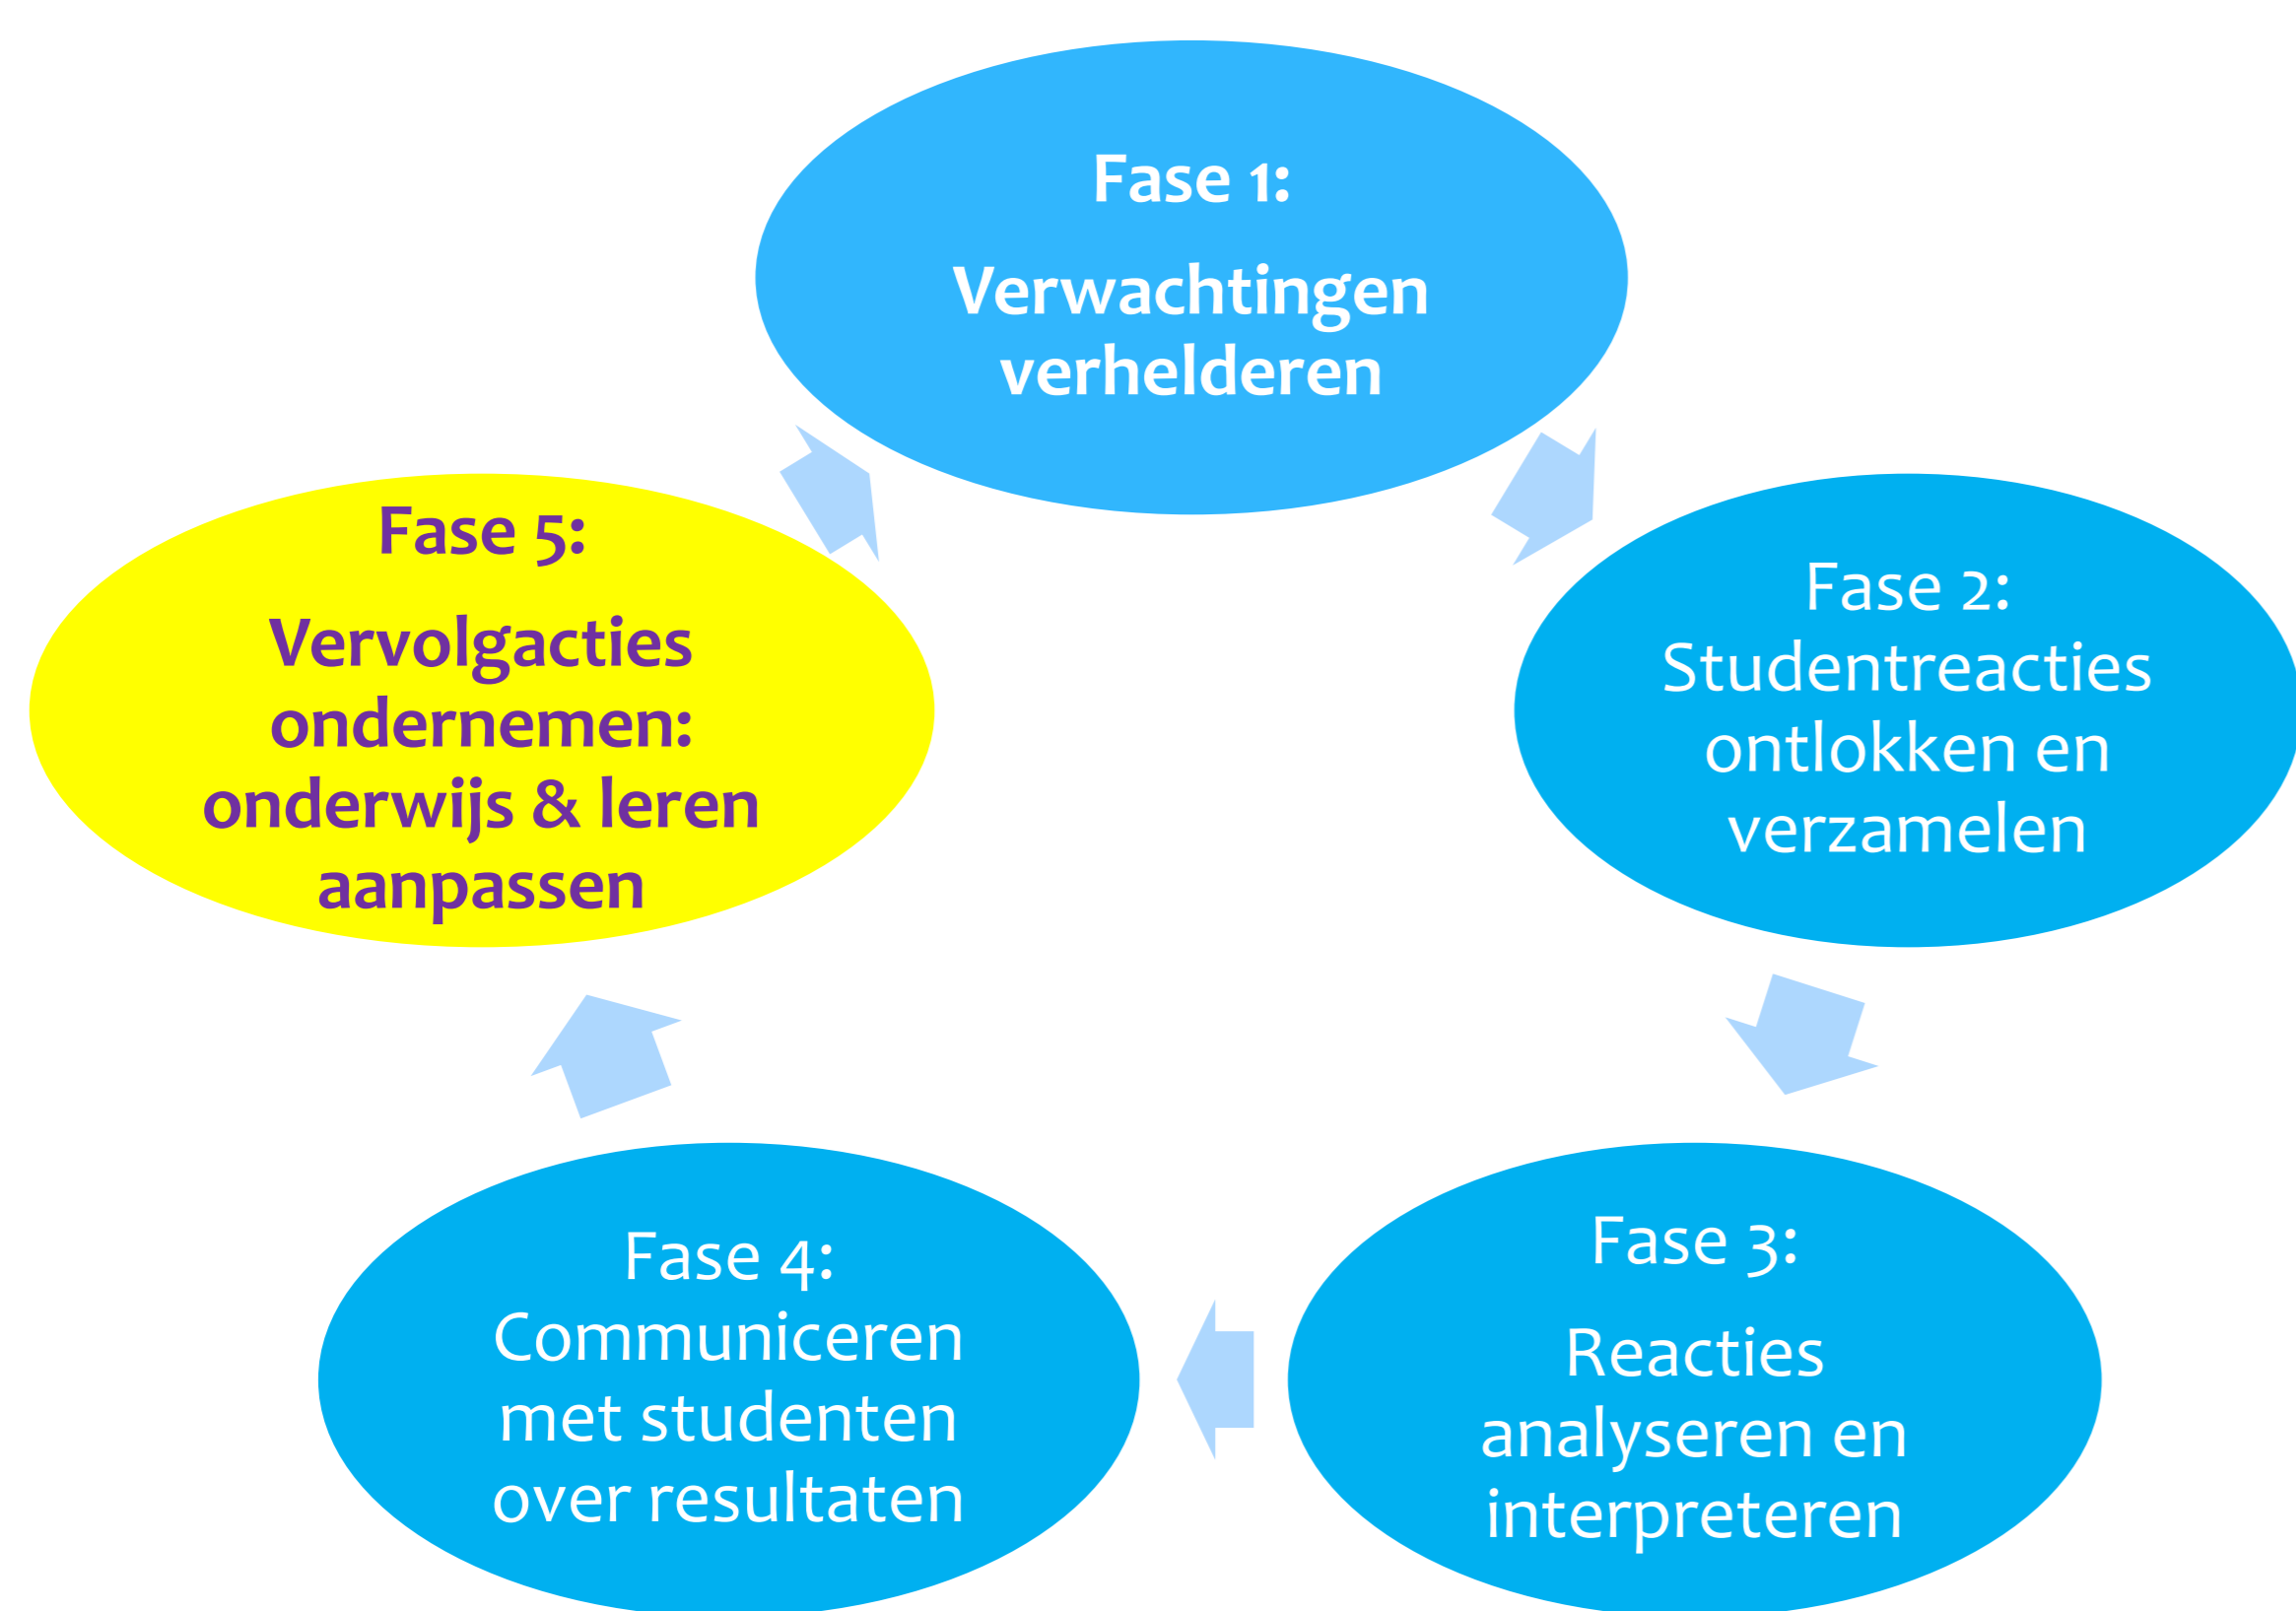 Fase 1:
Verwachtingen
verhelderen
Fase 2:
Studentreacties
ontlokken en
verzamelen
Fase 3:
Reacties
analyseren en
interpreteren
Fase 4:
Communiceren
met studenten
over resultaten
Fase 5:
Vervolgacties
ondernemen:
onderwijs & leren
aanpassen